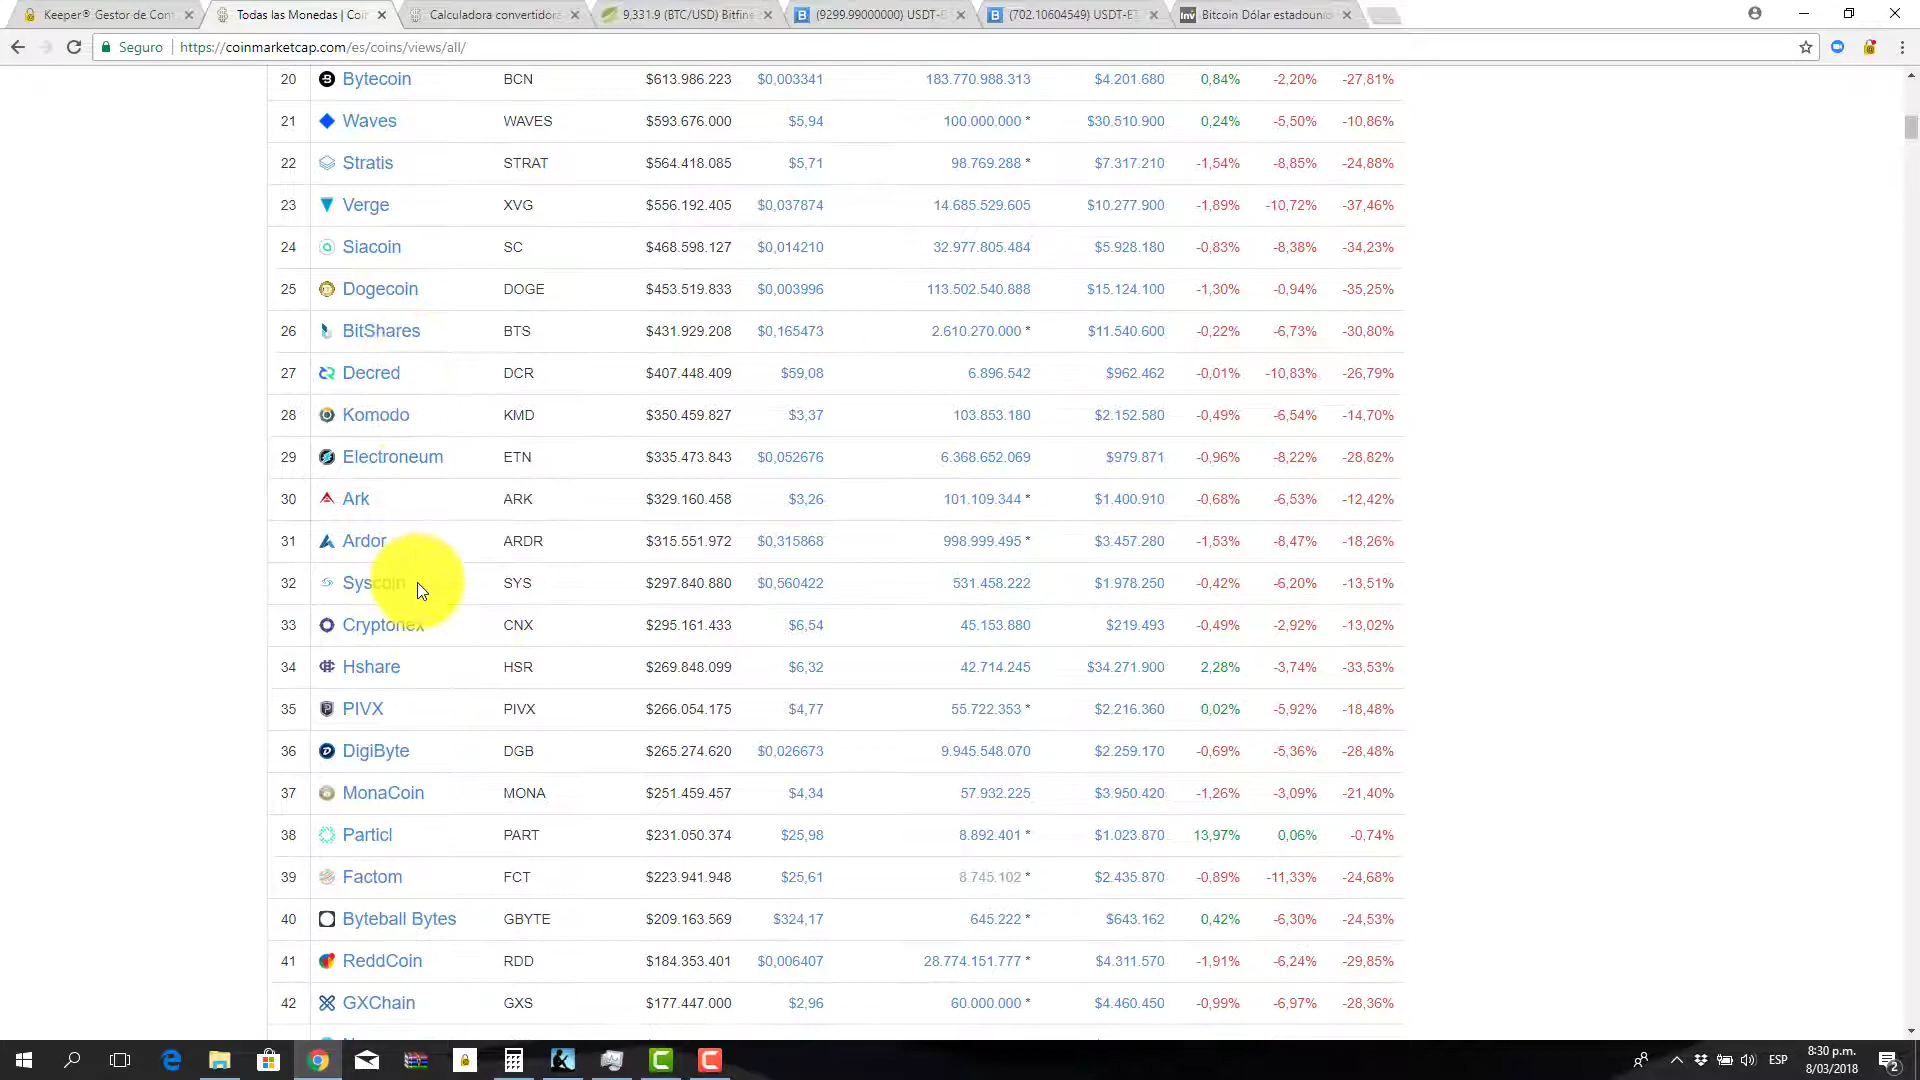 Keeper® Gestor de Cont
Todas las Monedas | Coin
Calculadora convertidora
9,331.9 (BTC/USD) Bitfine
(9299.99000000) USDT-E
(702.10604549) USDT-E
Bitcoin Dólar estadouni
Seguro
https://coinmarketcap.com/es/coins/views/all/
20 Bytecoin BCN $613.986.223 $0,003341 183.770.988.313 $4.201.680 0,84% -2,20% -27,81%
21 Waves WAVES $593.676.000 $5,94 100.000.000 * $30.510.900 0,24% -5,50% -10,86%
22 Stratis STRAT $564.418.085 $5,71 98.769.288 * $7.317.210 -1,54% -8,85% -24,88%
23 Verge XVG $556.192.405 $0,037874 14.685.529.605 $10.277.900 -1,89% -10,72% -37,46%
24 Siacoin SC $468.598.127 $0,014210 32.977.805.484 $5.928.180 -0,83% -8,38% -34,23%
25 Dogecoin DOGE $453.519.833 $0,003996 113.502.540.888 $15.124.100 -1,30% -0,94% -35,25%
26 BitShares BTS $431.929.208 $0,165473 2.610.270.000 * $11.540.600 -0,22% -6,73% -30,80%
27 Decred DCR $407.448.409 $59,08 6.896.542 $962.462 -0,01% -10,83% -26,79%
28 Komodo KMD $350.459.827 $3,37 103.853.180 $2.152.580 -0,49% -6,54% -14,70%
29 Electroneum ETN $335.473.843 $0,052676 6.368.652.069 $979.871 -0,96% -8,22% -28,82%
30 Ark ARK $329.160.458 $3,26 101.109.344 * $1.400.910 -0,68% -6,53% -12,42%
31 Ardor ARDR $315.551.972 $0,315868 998.999.495 * $3.457.280 -1,53% -8,47% -18,26%
32 Syscoin SYS $297.840.880 $0,560422 531.458.222 $1.978.250 -0,42% -6,20% -13,51%
33 Cryptonex CNX $295.161.433 $6,54 45.153.880 $219.493 -0,49% -2,92% -13,02%
34 Hshare HSR $269.848.099 $6,32 42.714.245 $34.271.900 2,28% -3,74% -33,53%
35 PIVX PIVX $266.054.175 $4,77 55.722.353 * $2.216.360 0,02% -5,92% -18,48%
36 DigiByte DGB $265.274.620 $0,026673 9.945.548.070 $2.259.170 -0,69% -5,36% -28,48%
37 MonaCoin MONA $251.459.457 $4,34 57.932.225 $3.950.420 -1,26% -3,09% -21,40%
38 Particl PART $231.050.374 $25,98 8.892.401 * $1.023.870 13,97% 0,06% -0,74%
39 Factom FCT $223.941.948 $25,61 8.745.102 * $2.435.870 -0,89% -11,33% -24,68%
40 Byteball Bytes GBYTE $209.163.569 $324,17 645.222 * $643.162 0,42% -6,30% -24,53%
41 ReddCoin RDD $184.353.401 $0,006407 28.774.151.777 * $4.311.570 -1,91% -6,24% -29,85%
42 GXChain GXS $177.447.000 $2,96 60.000.000 * $4.460.450 -0,99% -6,97% -28,36%
ESP
8:30 p.m.
8/03/2018
2